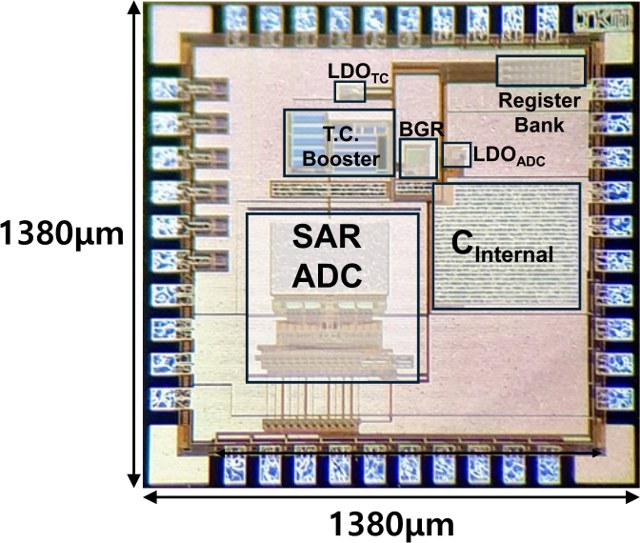 LDOTC
Register
Bank
T.C.
Booster
BGR
LDOADC
1380μm
SAR
ADC
CInternal
1380μm